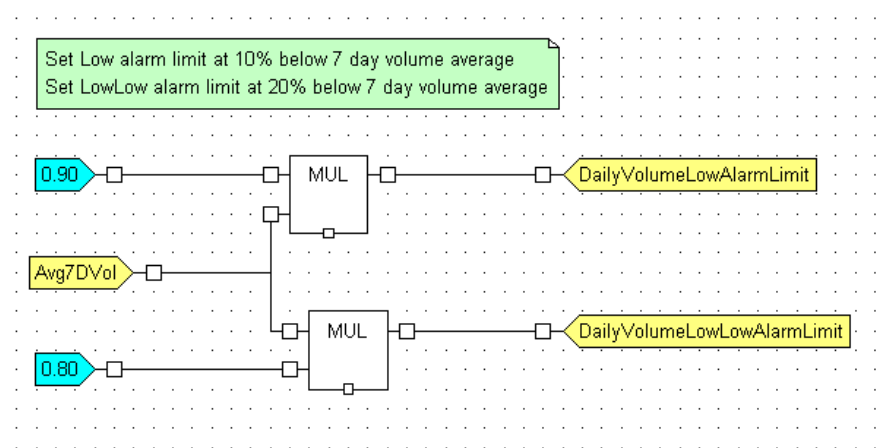 Set Low alarm limit at 10% below 7 day volume average
Set LowLow alarm limit at 20% below 7 day volume average
0.90
MUL
DailyVolumeLowAlarmLimit
Avg7DVol
MUL
DailyVolumeLowLowAlarmLimit
0.80